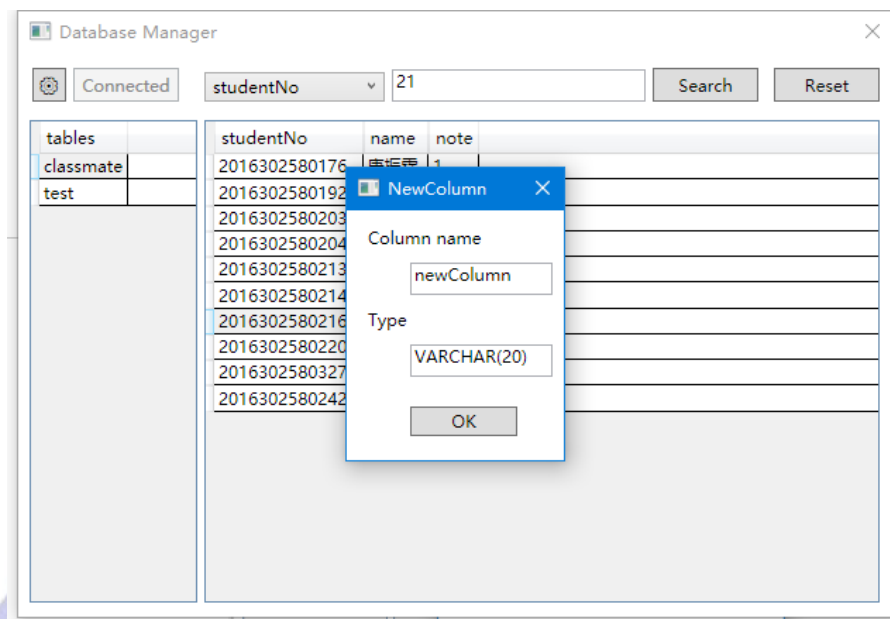 Database Manager
Connected studentNo 21 Search Reset
tables
classmate
test
studentNo name note
2016302580176 1
2016302580192
2016302580203
2016302580204
2016302580213
2016302580214
2016302580216
2016302580220
2016302580327
2016302580242
NewColumn
Column name
newColumn
Type
VARCHAR(20)
OK